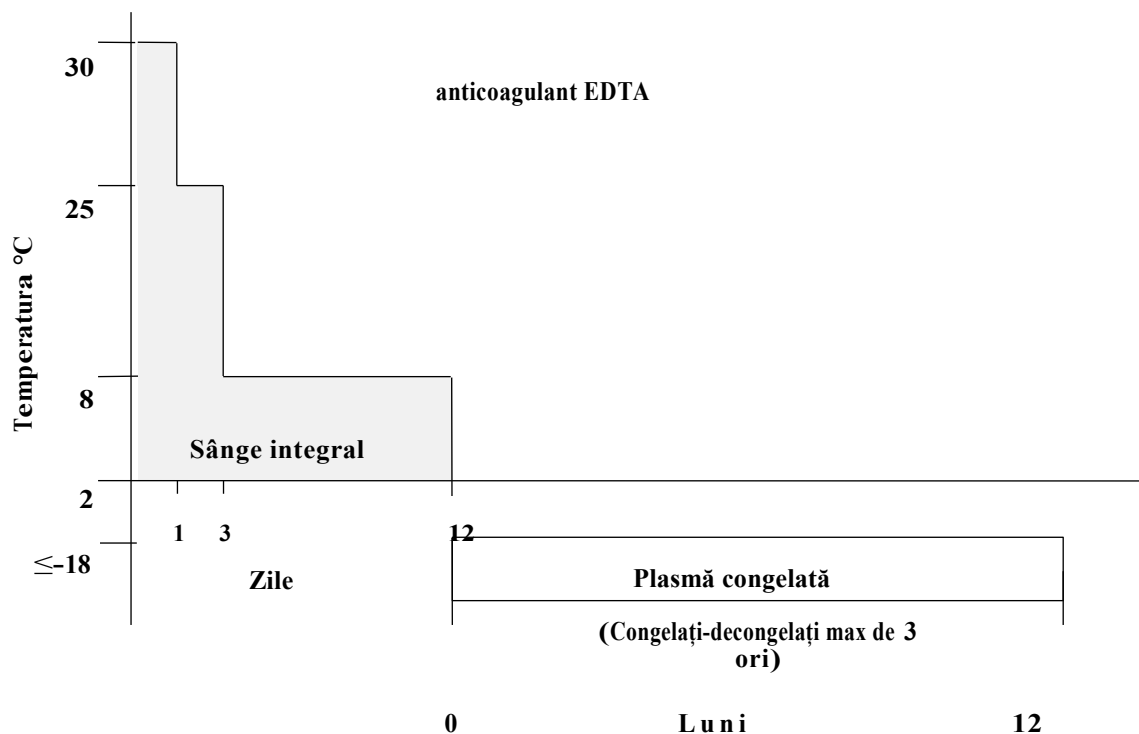 30
anticoagulant EDTA
25
Temperatura °C
8
Sânge integral
2
1 3 12
≤-18
Zile
Plasmă congelată
(Congelați-decongelați max de 3
ori)
0 Luni 12